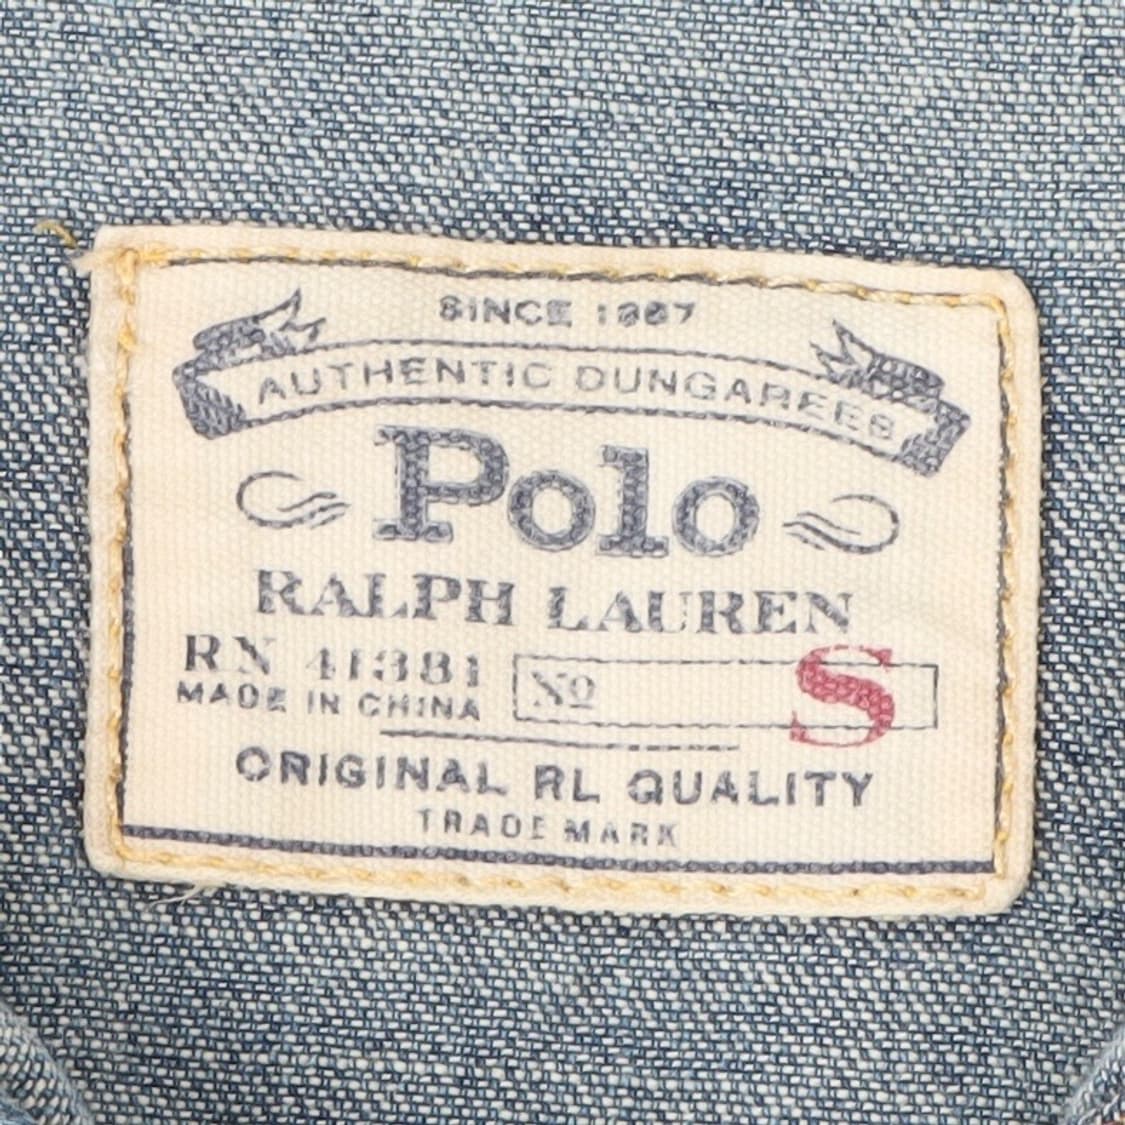 SINCE 1967
AUTHENTIC DUNGAREES
Polo
RALPH LAUREN
RN 41381
MADE IN CHINA
No S
ORIGINAL RL QUALITY
TRADE MARK